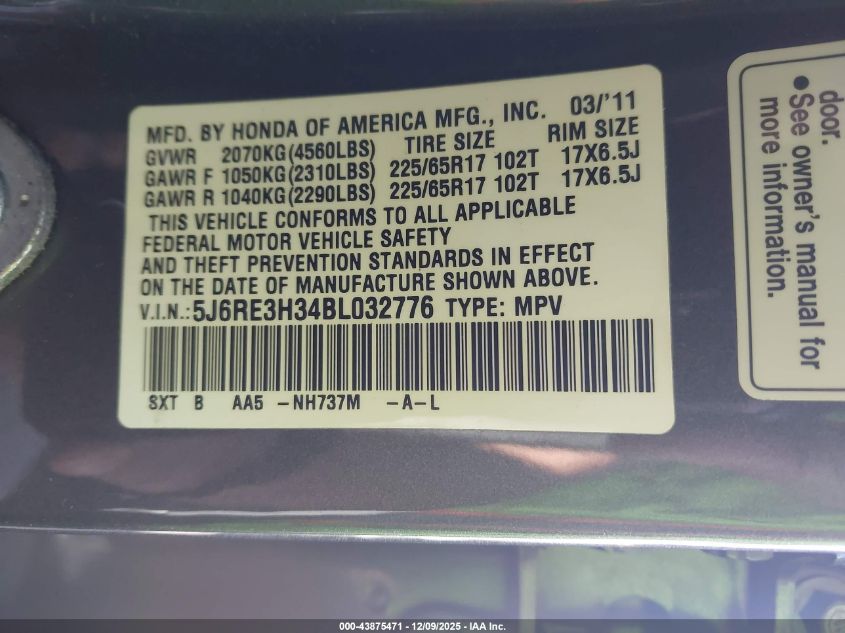 MFD. BY HONDA OF AMERICA MFG., INC. 03/'11
GVWR 2070KG(4560LBS) TIRE SIZE RIM SIZE
GAWR F 1050KG(2310LBS) 225/65R17 102T 17X6.5J
GAWR R 1040KG(2290LBS) 225/65R17 102T 17X6.5J
THIS VEHICLE CONFORMS TO ALL APPLICABLE
FEDERAL MOTOR VEHICLE SAFETY
AND THEFT PREVENTION STANDARDS IN EFFECT
ON THE DATE OF MANUFACTURE SHOWN ABOVE.
V.I.N.:5J6RE3H34BL032776 TYPE: MPV
SXT B AA5 -NH737M -A-L
door.
●See owner's manual for
more information.
000-43875471 - 12/09/2025 - IAA Inc.